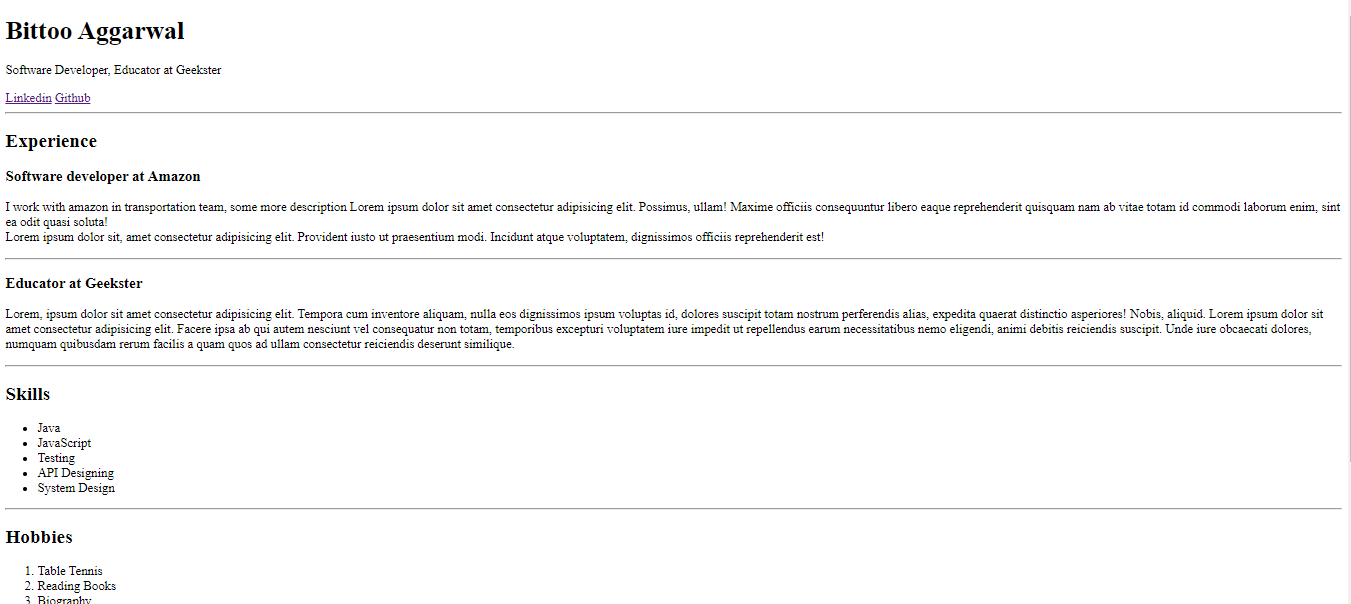 Bittoo Aggarwal
Software Developer, Educator at Geekster
Linkedin Github
Experience
Software developer at Amazon
I work with amazon in transportation team, some more description Lorem ipsum dolor sit amet consectetur adipisicing elit. Possimus, ullam! Maxime officiis consequuntur libero eaque reprehenderit quisquam nam ab vitae totam id commodi laborum enim, sint
ea odit quasi soluta!
Lorem ipsum dolor sit, amet consectetur adipisicing elit. Provident iusto ut praesentium modi. Incidunt atque voluptatem, dignissimos officiis reprehenderit est!
Educator at Geekster
Lorem, ipsum dolor sit amet consectetur adipisicing elit. Tempora cum inventore aliquam, nulla eos dignissimos ipsum voluptas id, dolores suscipit totam nostrum perferendis alias, expedita quaerat distinctio asperiores! Nobis, aliquid. Lorem ipsum dolor sit
amet consectetur adipisicing elit. Facere ipsa ab qui autem nesciunt vel consequatur non totam, temporibus excepturi voluptatem iure impedit ut repellendus earum necessitatibus nemo eligendi, animi debitis reiciendis suscipit. Unde iure obcaecati dolores,
numquam quibusdam rerum facilis a quam quos ad ullam consectetur reiciendis deserunt similique.
Skills
• Java
• JavaScript
• Testing
• API Designing
• System Design
Hobbies
1. Table Tennis
2. Reading Books
3. Biography